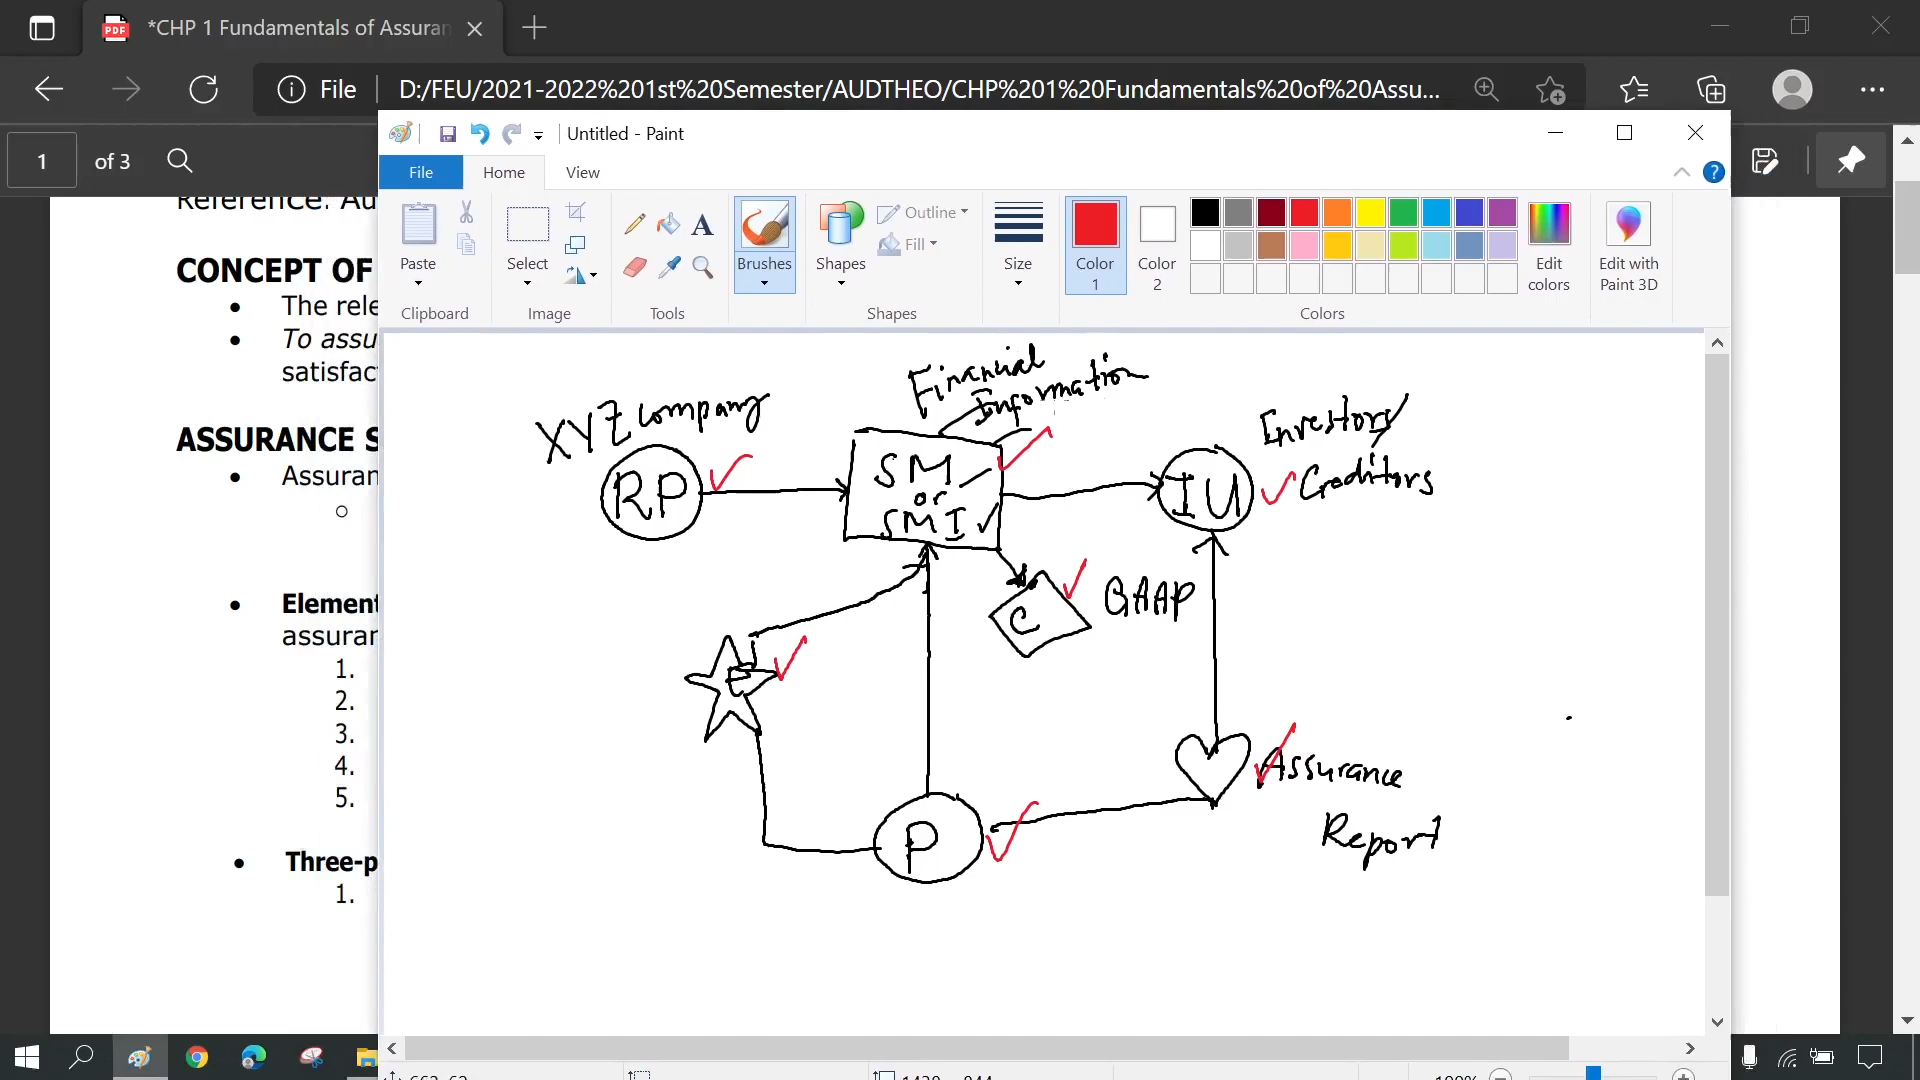 *CHP 1 Fundamentals of Assuran
File
D:/FEU/2021-2022%201st%20Semester/AUDTHEO/CHP%201%20Fundamentals%20of%20Assu...
1
of 3
Untitled - Paint
File
Home
View
Paste
Select
Brushes
Shapes
Outline
Fill
Size
Color 1
Color 2
Edit colors
Edit with Paint 3D
Clipboard
Image
Tools
Shapes
Colors
Reference: Au
CONCEPT OF
The rele
To assu
satisfac
ASSURANCE S
Assuran
Element
assuran
1.
2.
3.
4.
5.
Three-p
1.
Financial
Information
XYZ company
RP
SM
or
SMI
IU
Investors/
Creditors
C
GAAP
E
P
Assurance
Report